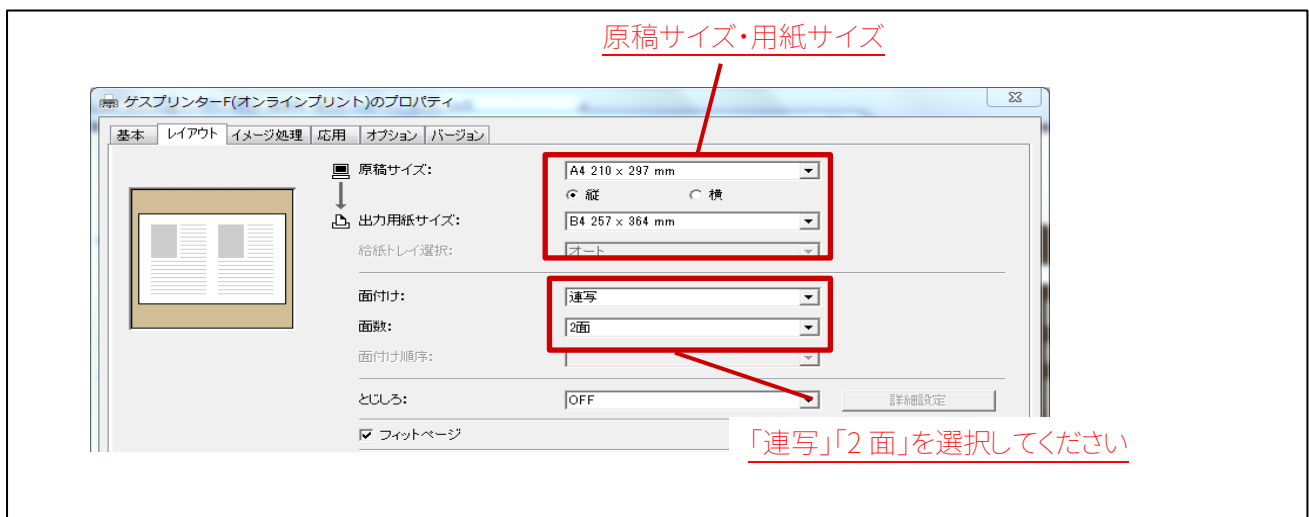 原稿サイズ・用紙サイズ
ゲスプリンターF(オンラインプリント)のプロパティ
基本 レイアウト イメージ処理 応用 オプション バージョン
原稿サイズ:
A4 210 x 297 mm
縦 横
出力用紙サイズ:
B4 257 x 364 mm
給紙トレイ選択:
オート
面付け:
連写
面数:
2面
面付け順序:
とじしろ:
OFF
詳細設定
フィットページ
「連写」「2 面」を選択してください